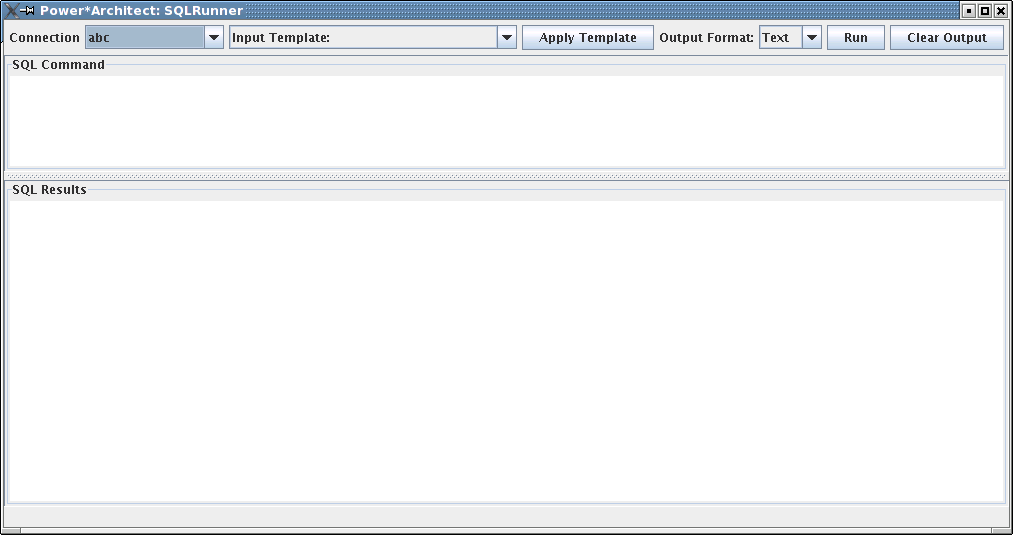 Power*Architect: SQLRunner
Connection abc Input Template: Apply Template Output Format: Text Run Clear Output
SQL Command
SQL Results